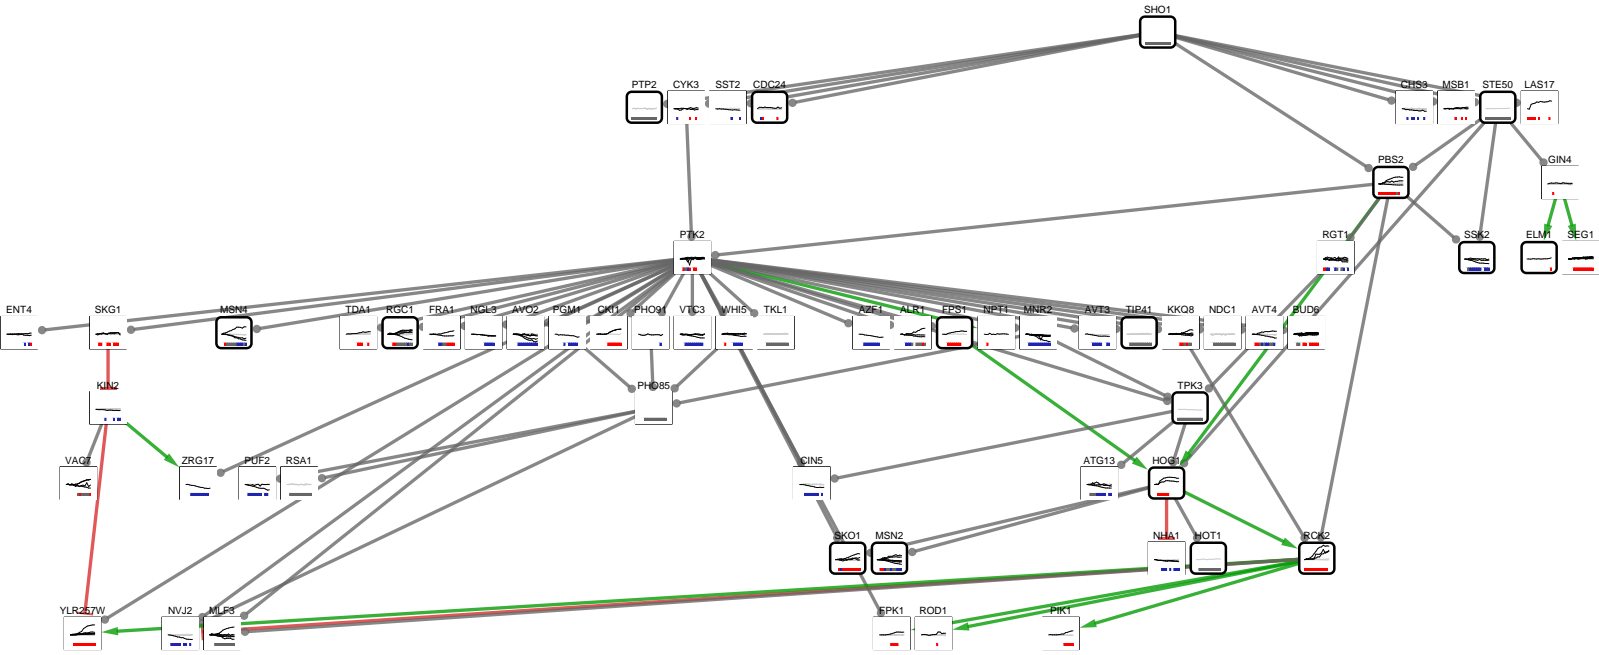 SHO1
PTP2 CYK3 SST2 CDC24 CHS3 MSB1 STE50 LAS17
PBS2 GIN4
PTK2 RGT1 SSK2 ELM1 SEG1
ENT4 SKG1 MSN4 TDA1 RGC1 FRA1 NGL3 AVO2 PGM1 CKI1 PHO91 VTC3 WHI5 TKL1 AZF1 ALR1 FPS1 NPT1 MNR2 AVT3 TIP41 KKQ8 NDC1 AVT4 BUD6
KIN2 PHO85 TPK3
VAC7 ZRG17 PUF2 RSA1 CIN5 ATG13 HOG1
SKO1 MSN2 NHA1 HOT1 RCK2
YLR257W NVJ2 MLF3 FPK1 ROD1 PIK1